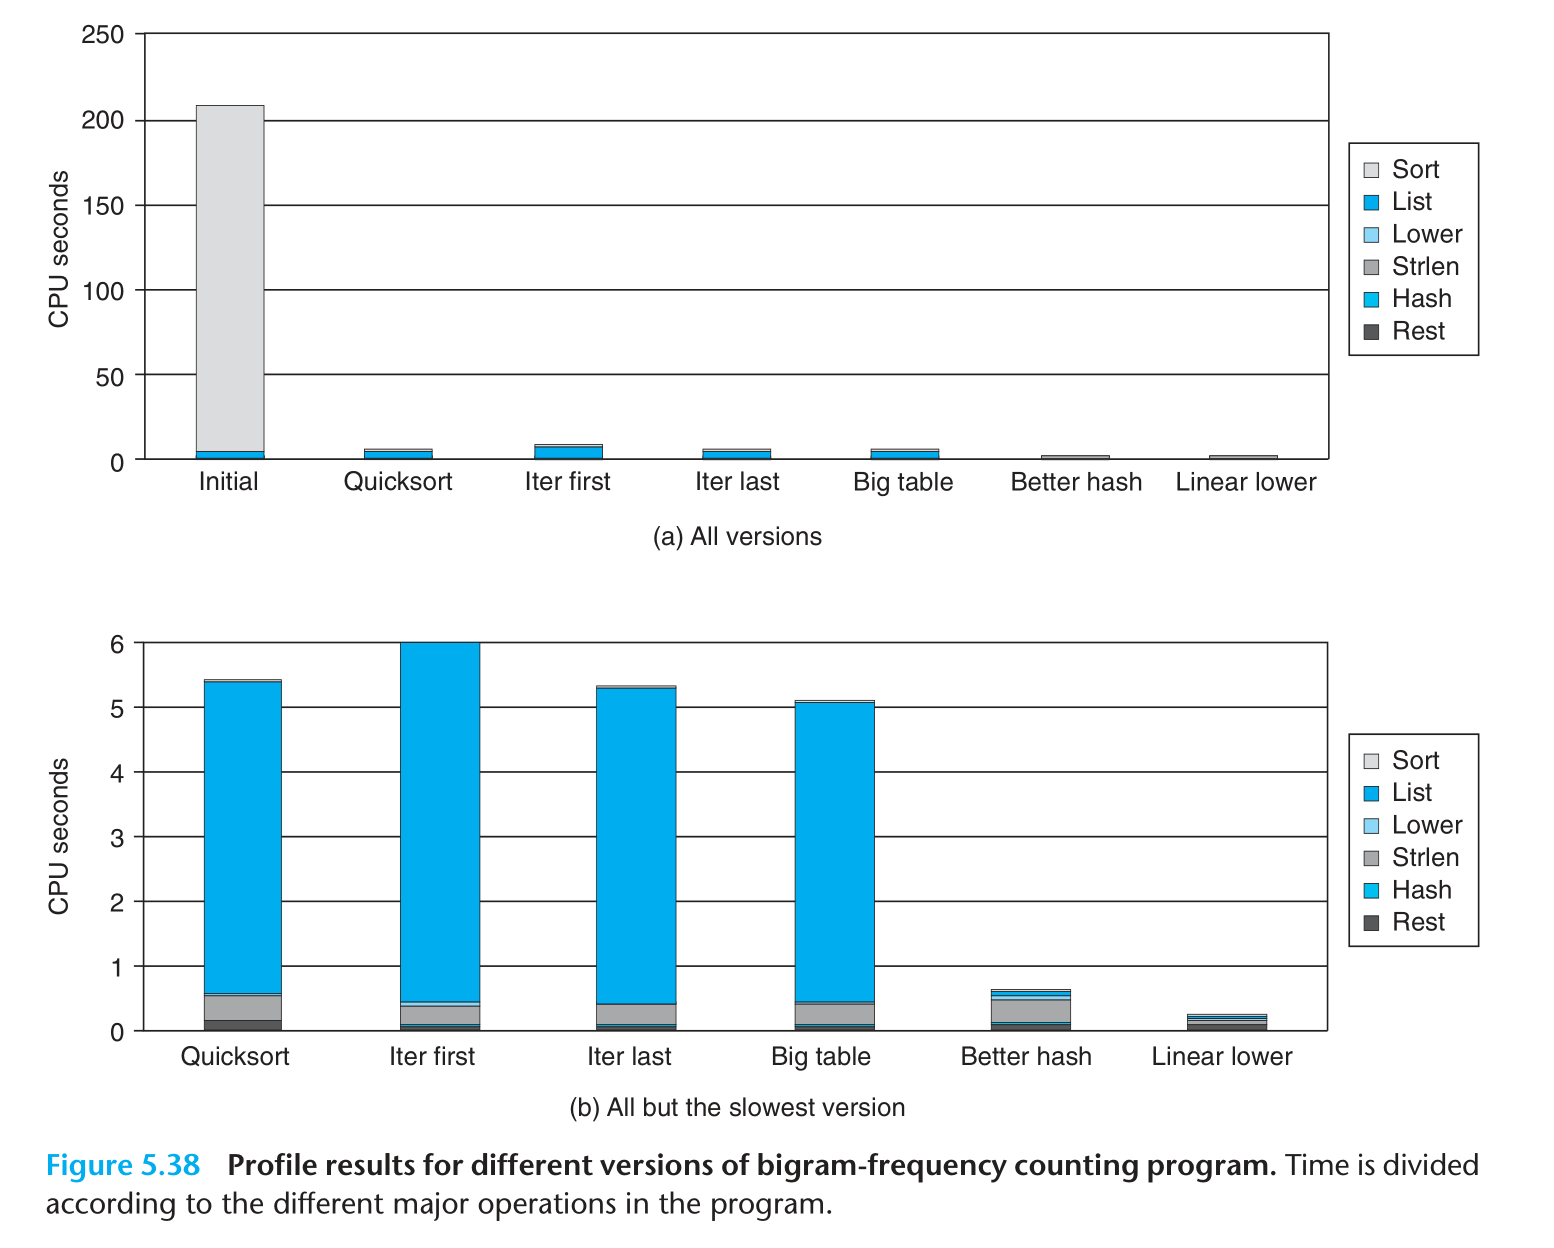 250
200
150
100
50
0
CPU seconds
Initial Quicksort Iter first Iter last Big table Better hash Linear lower
Sort
List
Lower
Strlen
Hash
Rest
(a) All versions
6
5
4
3
2
1
0
CPU seconds
Quicksort Iter first Iter last Big table Better hash Linear lower
Sort
List
Lower
Strlen
Hash
Rest
(b) All but the slowest version
Figure 5.38 Profile results for different versions of bigram-frequency counting program. Time is divided
according to the different major operations in the program.